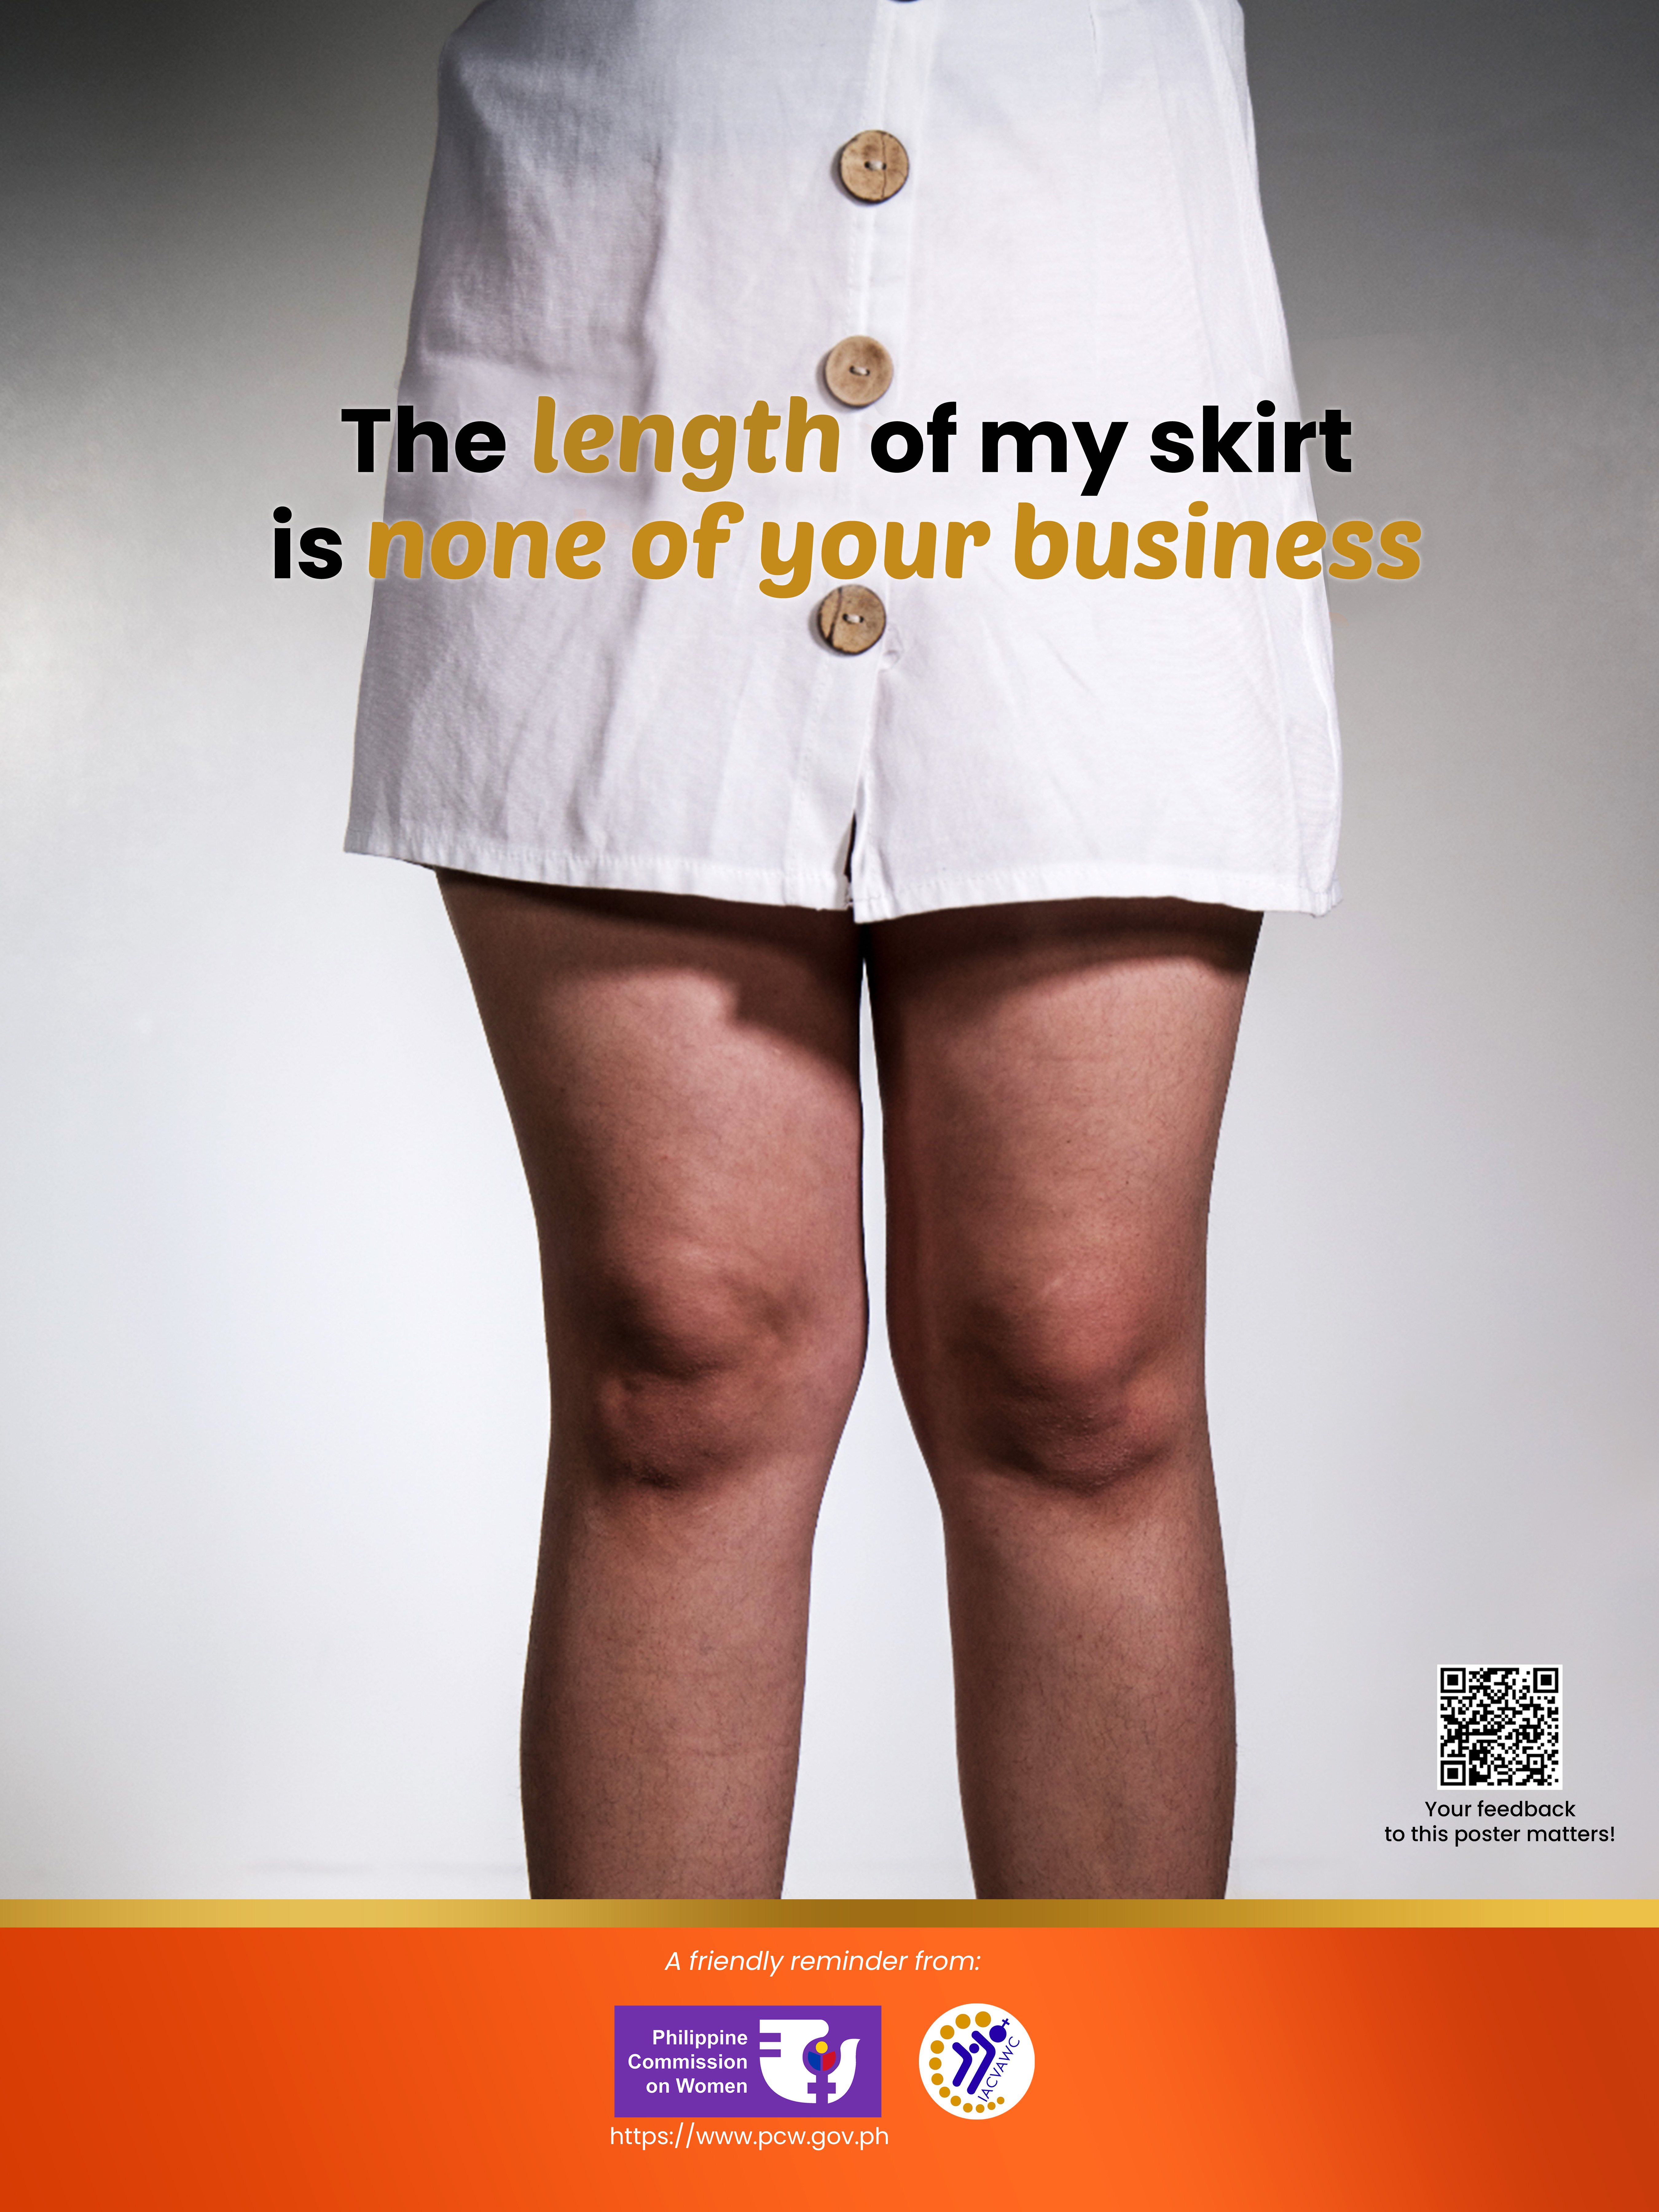 The length of my skirt
is none of your business
Your feedback
to this poster matters!
A friendly reminder from:
Philippine
Commission
on Women
IACVAWC
https://www.pcw.gov.ph